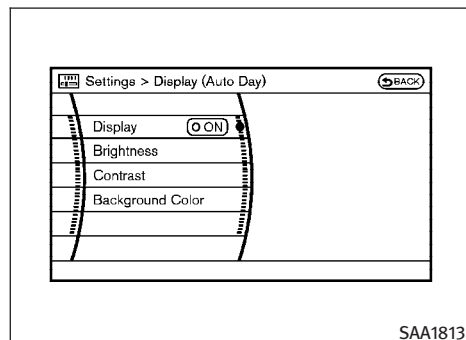 Settings > Display (Auto Day)
BACK
Display ON
Brightness
Contrast
Background Color
SAA1813